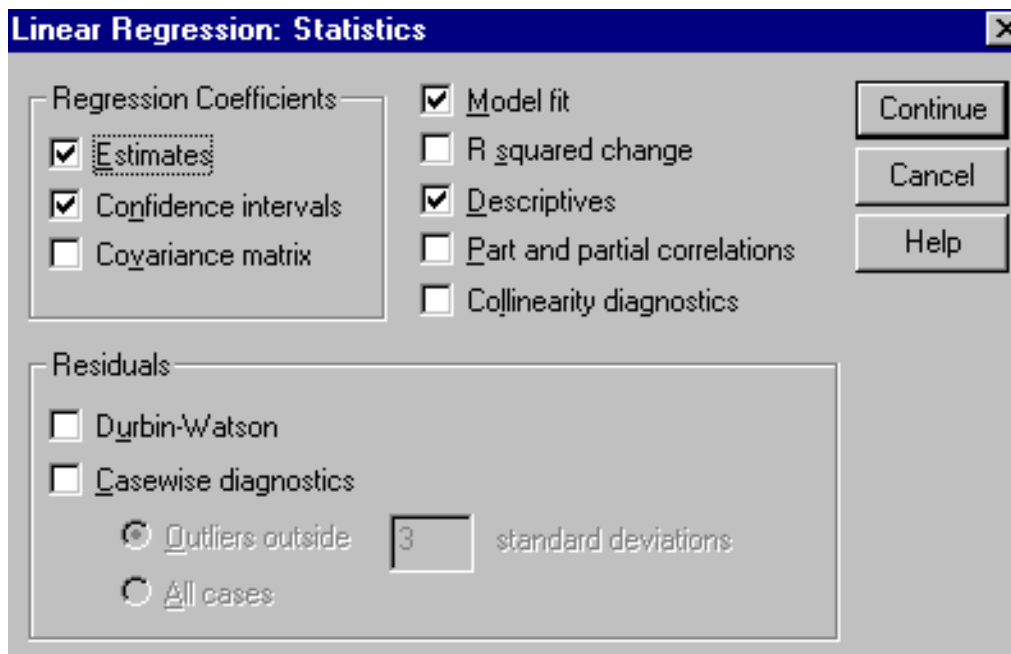 Linear Regression: Statistics
Regression Coefficients
Estimates
Confidence intervals
Covariance matrix
Model fit
R squared change
Descriptives
Part and partial correlations
Collinearity diagnostics
Continue
Cancel
Help
Residuals
Durbin-Watson
Casewise diagnostics
Outliers outside 3 standard deviations
All cases